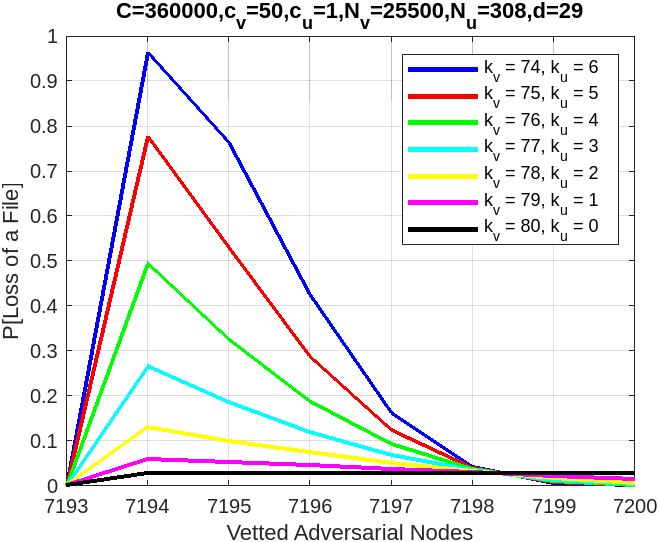 C=360000,c_v=50,c_u=1,N_v=25500,N_u=308,d=29
P[Loss of a File]
1
0.9
0.8
0.7
0.6
0.5
0.4
0.3
0.2
0.1
0
k_v = 74, k_u = 6
k_v = 75, k_u = 5
k_v = 76, k_u = 4
k_v = 77, k_u = 3
k_v = 78, k_u = 2
k_v = 79, k_u = 1
k_v = 80, k_u = 0
7193 7194 7195 7196 7197 7198 7199 7200
Vetted Adversarial Nodes